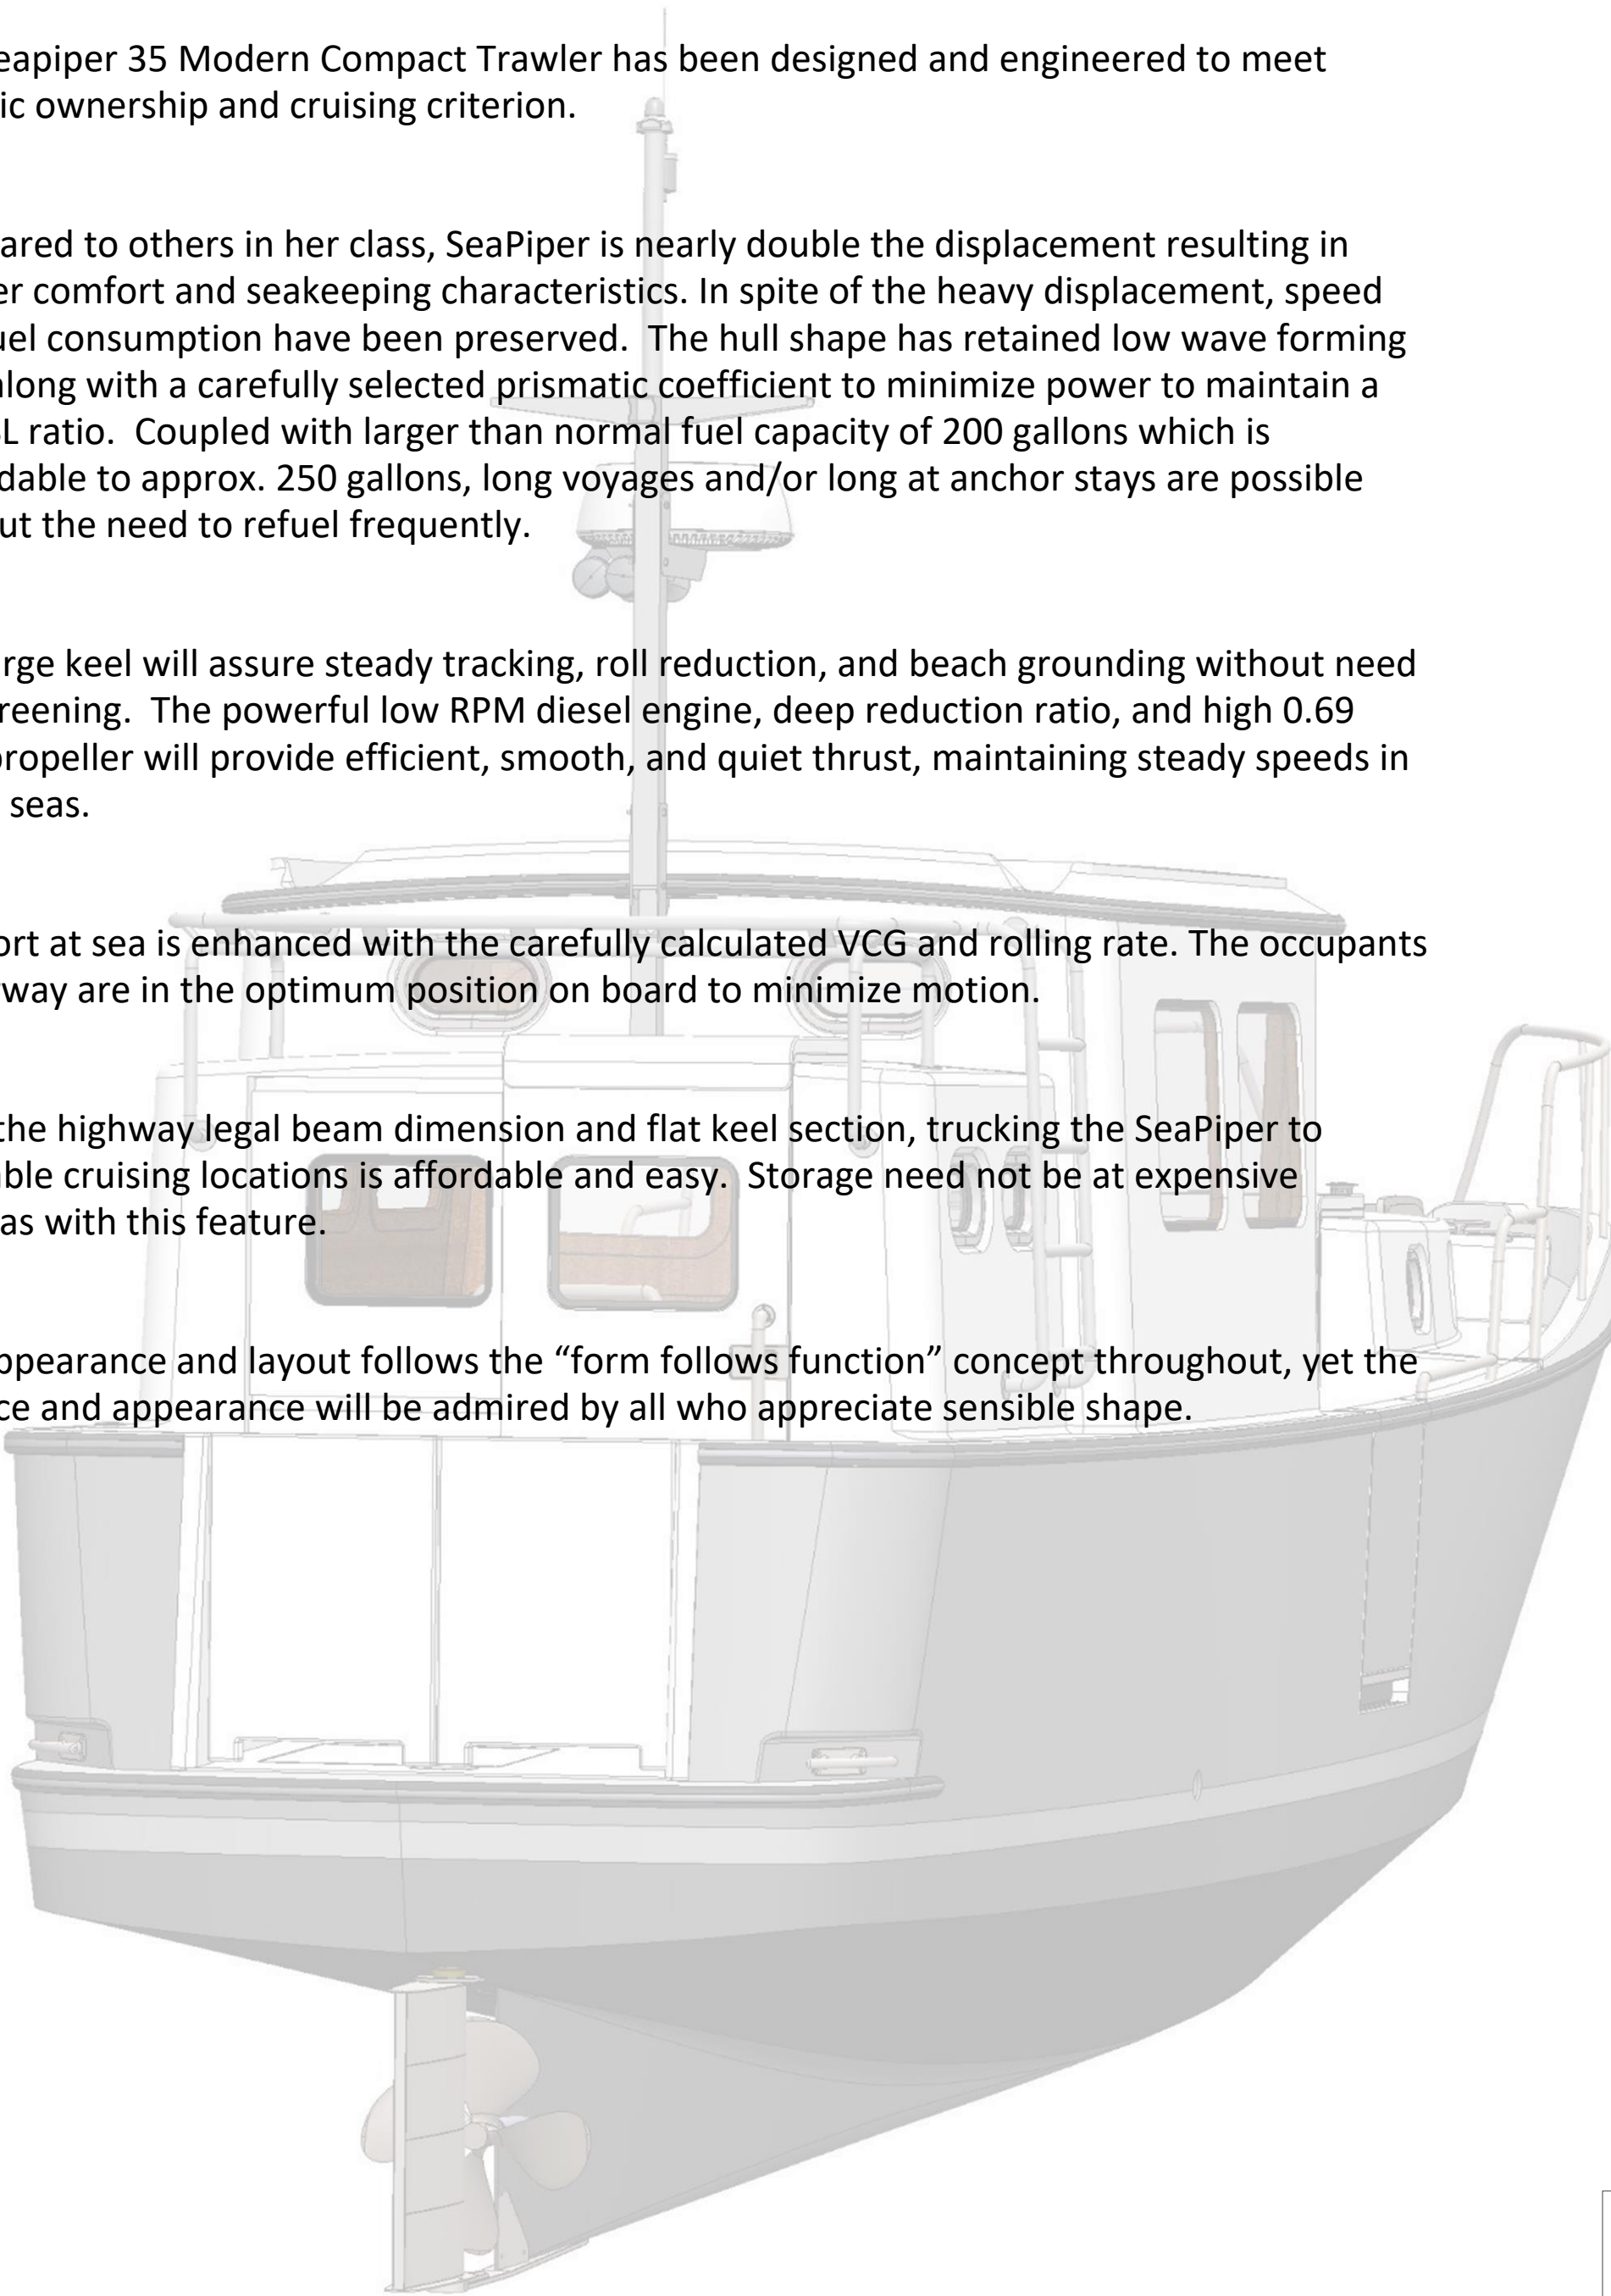 eapiper 35 Modern Compact Trawler has been designed and engineered to meet
ic ownership and cruising criterion.
ared to others in her class, SeaPiper is nearly double the displacement resulting in
er comfort and seakeeping characteristics. In spite of the heavy displacement, speed
uel consumption have been preserved.  The hull shape has retained low wave forming
along with a carefully selected prismatic coefficient to minimize power to maintain a
L ratio.  Coupled with larger than normal fuel capacity of 200 gallons which is
dable to approx. 250 gallons, long voyages and/or long at anchor stays are possible
ut the need to refuel frequently.
rge keel will assure steady tracking, roll reduction, and beach grounding without need
reening.  The powerful low RPM diesel engine, deep reduction ratio, and high 0.69
propeller will provide efficient, smooth, and quiet thrust, maintaining steady speeds in
seas.
ort at sea is enhanced with the carefully calculated VCG and rolling rate. The occupants
way are in the optimum position on board to minimize motion.
the highway legal beam dimension and flat keel section, trucking the SeaPiper to
able cruising locations is affordable and easy.  Storage need not be at expensive
as with this feature.
ppearance and layout follows the “form follows function” concept throughout, yet the
ce and appearance will be admired by all who appreciate sensible shape.